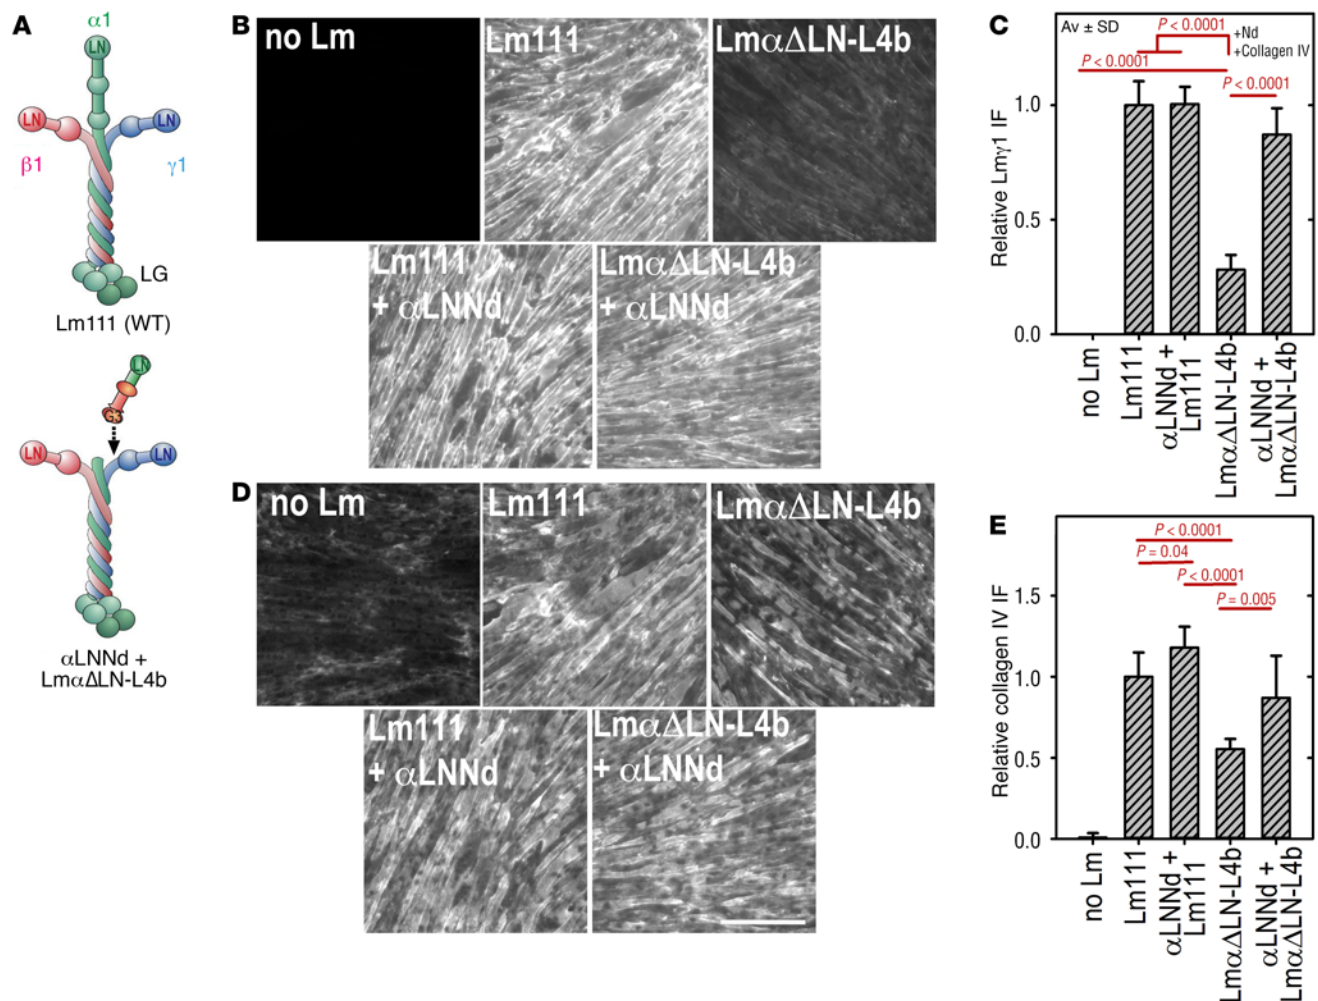 A
α1
LN
LN
LN
β1
γ1
LG
Lm111 (WT)
LN
G3
LN
LN
αLNNd +
LmαΔLN-L4b
B
no Lm
Lm111
LmαΔLN-L4b
Lm111
+ αLNNd
LmαΔLN-L4b
+ αLNNd
C
Av ± SD
P < 0.0001
+Nd
+Collagen IV
P < 0.0001
P < 0.0001
Relative Lmγ1 IF
1.0
0.5
0.0
no Lm
Lm111
αLNNd +
Lm111
LmαΔLN-L4b
αLNNd +
LmαΔLN-L4b
D
no Lm
Lm111
LmαΔLN-L4b
Lm111
+ αLNNd
LmαΔLN-L4b
+ αLNNd
E
P < 0.0001
P = 0.04
P < 0.0001
P = 0.005
Relative collagen IV IF
1.5
1.0
0.5
0.0
no Lm
Lm111
αLNNd +
Lm111
LmαΔLN-L4b
αLNNd +
LmαΔLN-L4b